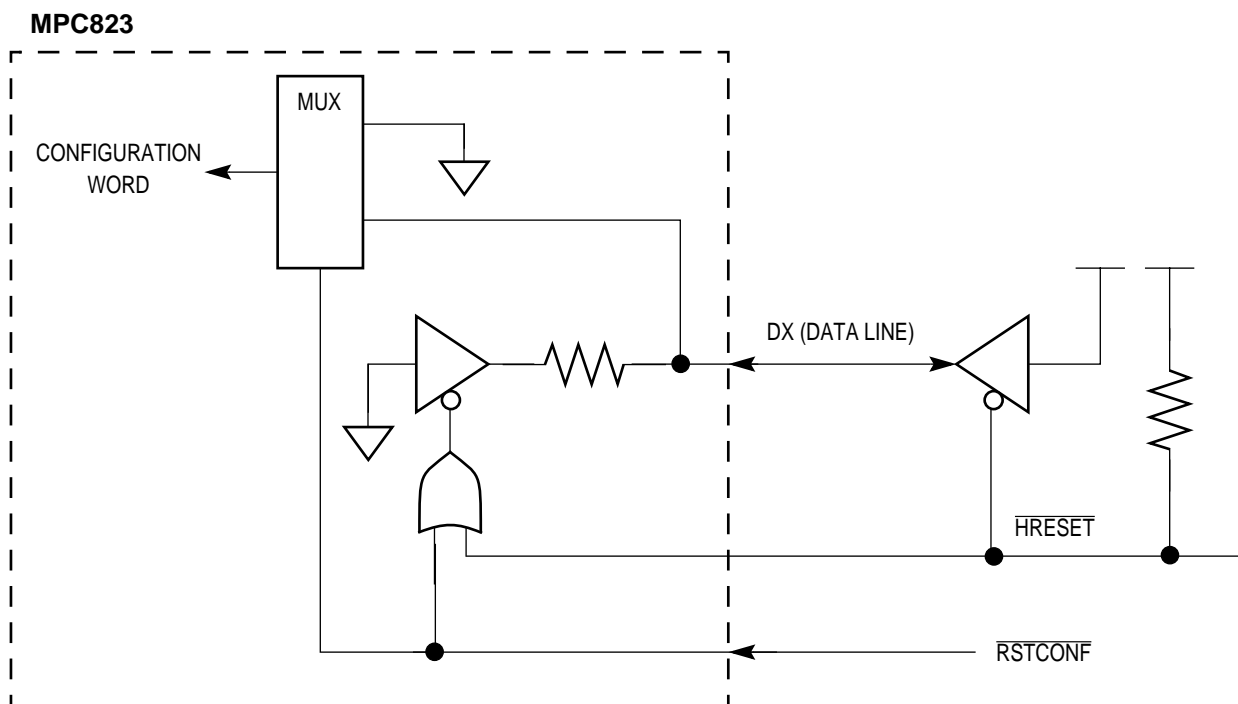 MPC823
MUX
CONFIGURATION
WORD
DX (DATA LINE)
HRESET
RSTCONF